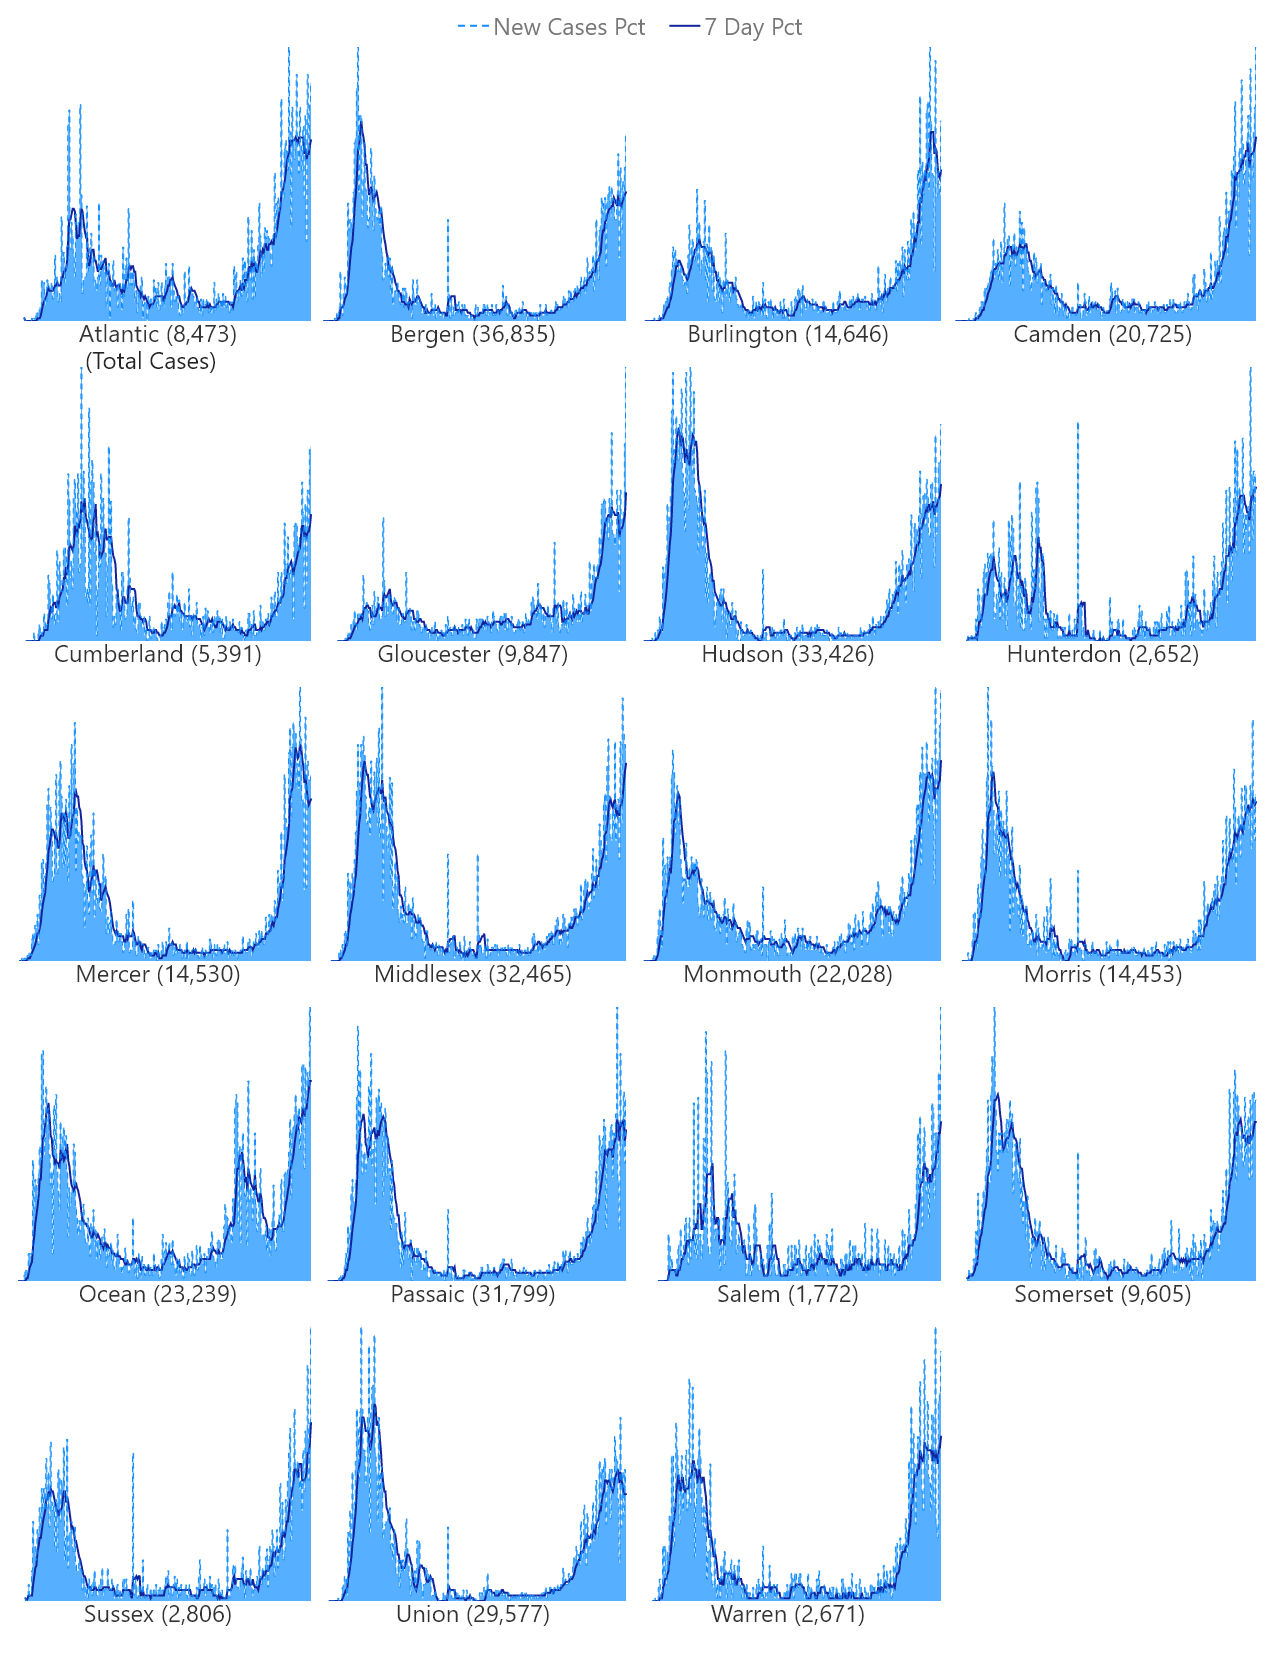 New Cases Pct 7 Day Pct
Atlantic (8,473) Bergen (36,835) Burlington (14,646) Camden (20,725)
(Total Cases)
Cumberland (5,391) Gloucester (9,847) Hudson (33,426) Hunterdon (2,652)
Mercer (14,530) Middlesex (32,465) Monmouth (22,028) Morris (14,453)
Ocean (23,239) Passaic (31,799) Salem (1,772) Somerset (9,605)
Sussex (2,806) Union (29,577) Warren (2,671)